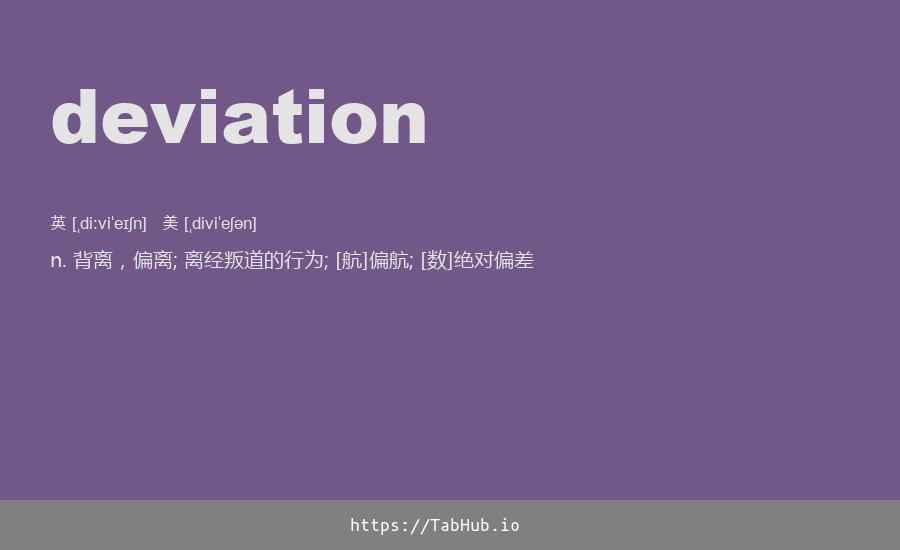 deviation
英 [ˌdi:viˈeɪʃn] 美 [ˌdiviˈeʃən]
n. 背离，偏离; 离经叛道的行为; [航]偏航; [数]绝对偏差
https://TabHub.io